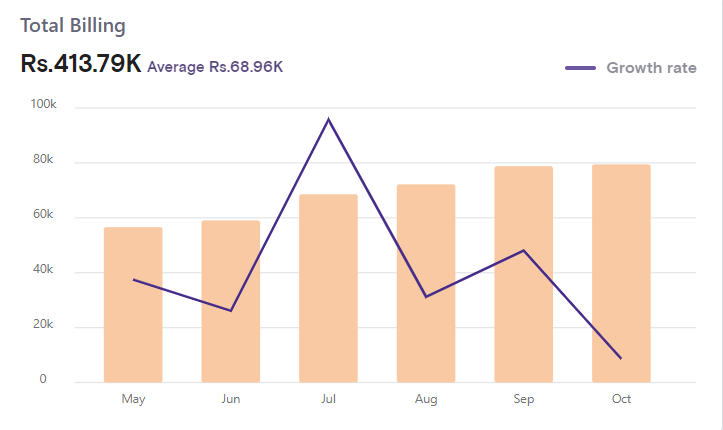 Total Billing
Rs.413.79K Average Rs.68.96K
Growth rate
100k
80k
60k
40k
20k
0
May Jun Jul Aug Sep Oct